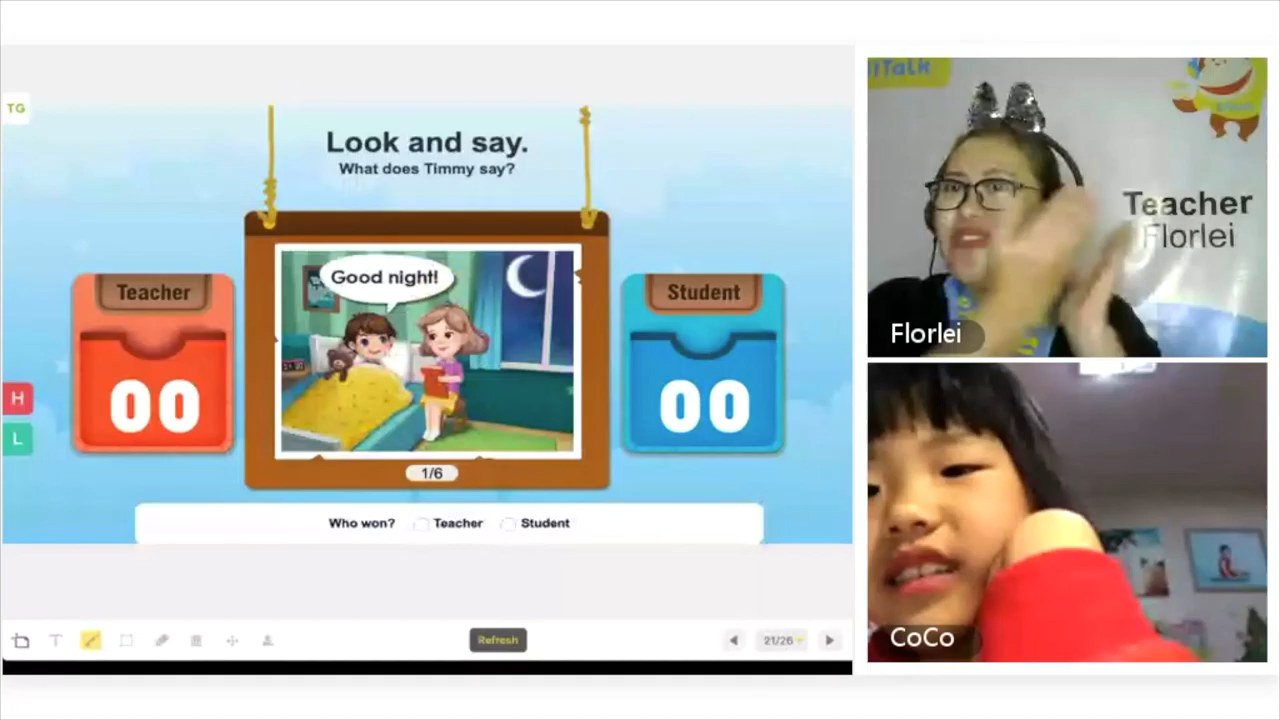 TG
Look and say.
What does Timmy say?
Teacher
00
Good night!
Student
00
H
L
1/6
Who won? Teacher Student
T
Refresh
21/26
Talk
Teacher
Florlei
Florlei
CoCo